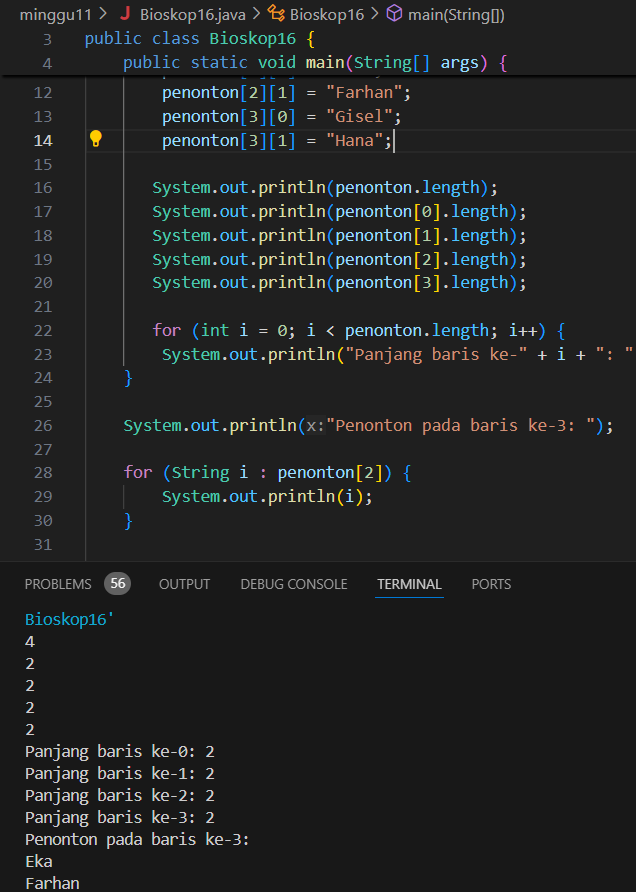 minggu11 > J Bioskop16.java > Bioskop16 > main(String[])
3 public class Bioskop16 {
4 public static void main(String[] args) {
12 penonton[2][1] = "Farhan";
13 penonton[3][0] = "Gisel";
14 penonton[3][1] = "Hana";
15
16 System.out.println(penonton.length);
17 System.out.println(penonton[0].length);
18 System.out.println(penonton[1].length);
19 System.out.println(penonton[2].length);
20 System.out.println(penonton[3].length);
21
22 for (int i = 0; i < penonton.length; i++) {
23 System.out.println("Panjang baris ke-" + i + ": "
24 }
25
26 System.out.println(x:"Penonton pada baris ke-3: ");
27
28 for (String i : penonton[2]) {
29 System.out.println(i);
30 }
31
PROBLEMS 56 OUTPUT DEBUG CONSOLE TERMINAL PORTS
Bioskop16'
4
2
2
2
2
Panjang baris ke-0: 2
Panjang baris ke-1: 2
Panjang baris ke-2: 2
Panjang baris ke-3: 2
Penonton pada baris ke-3:
Eka
Farhan